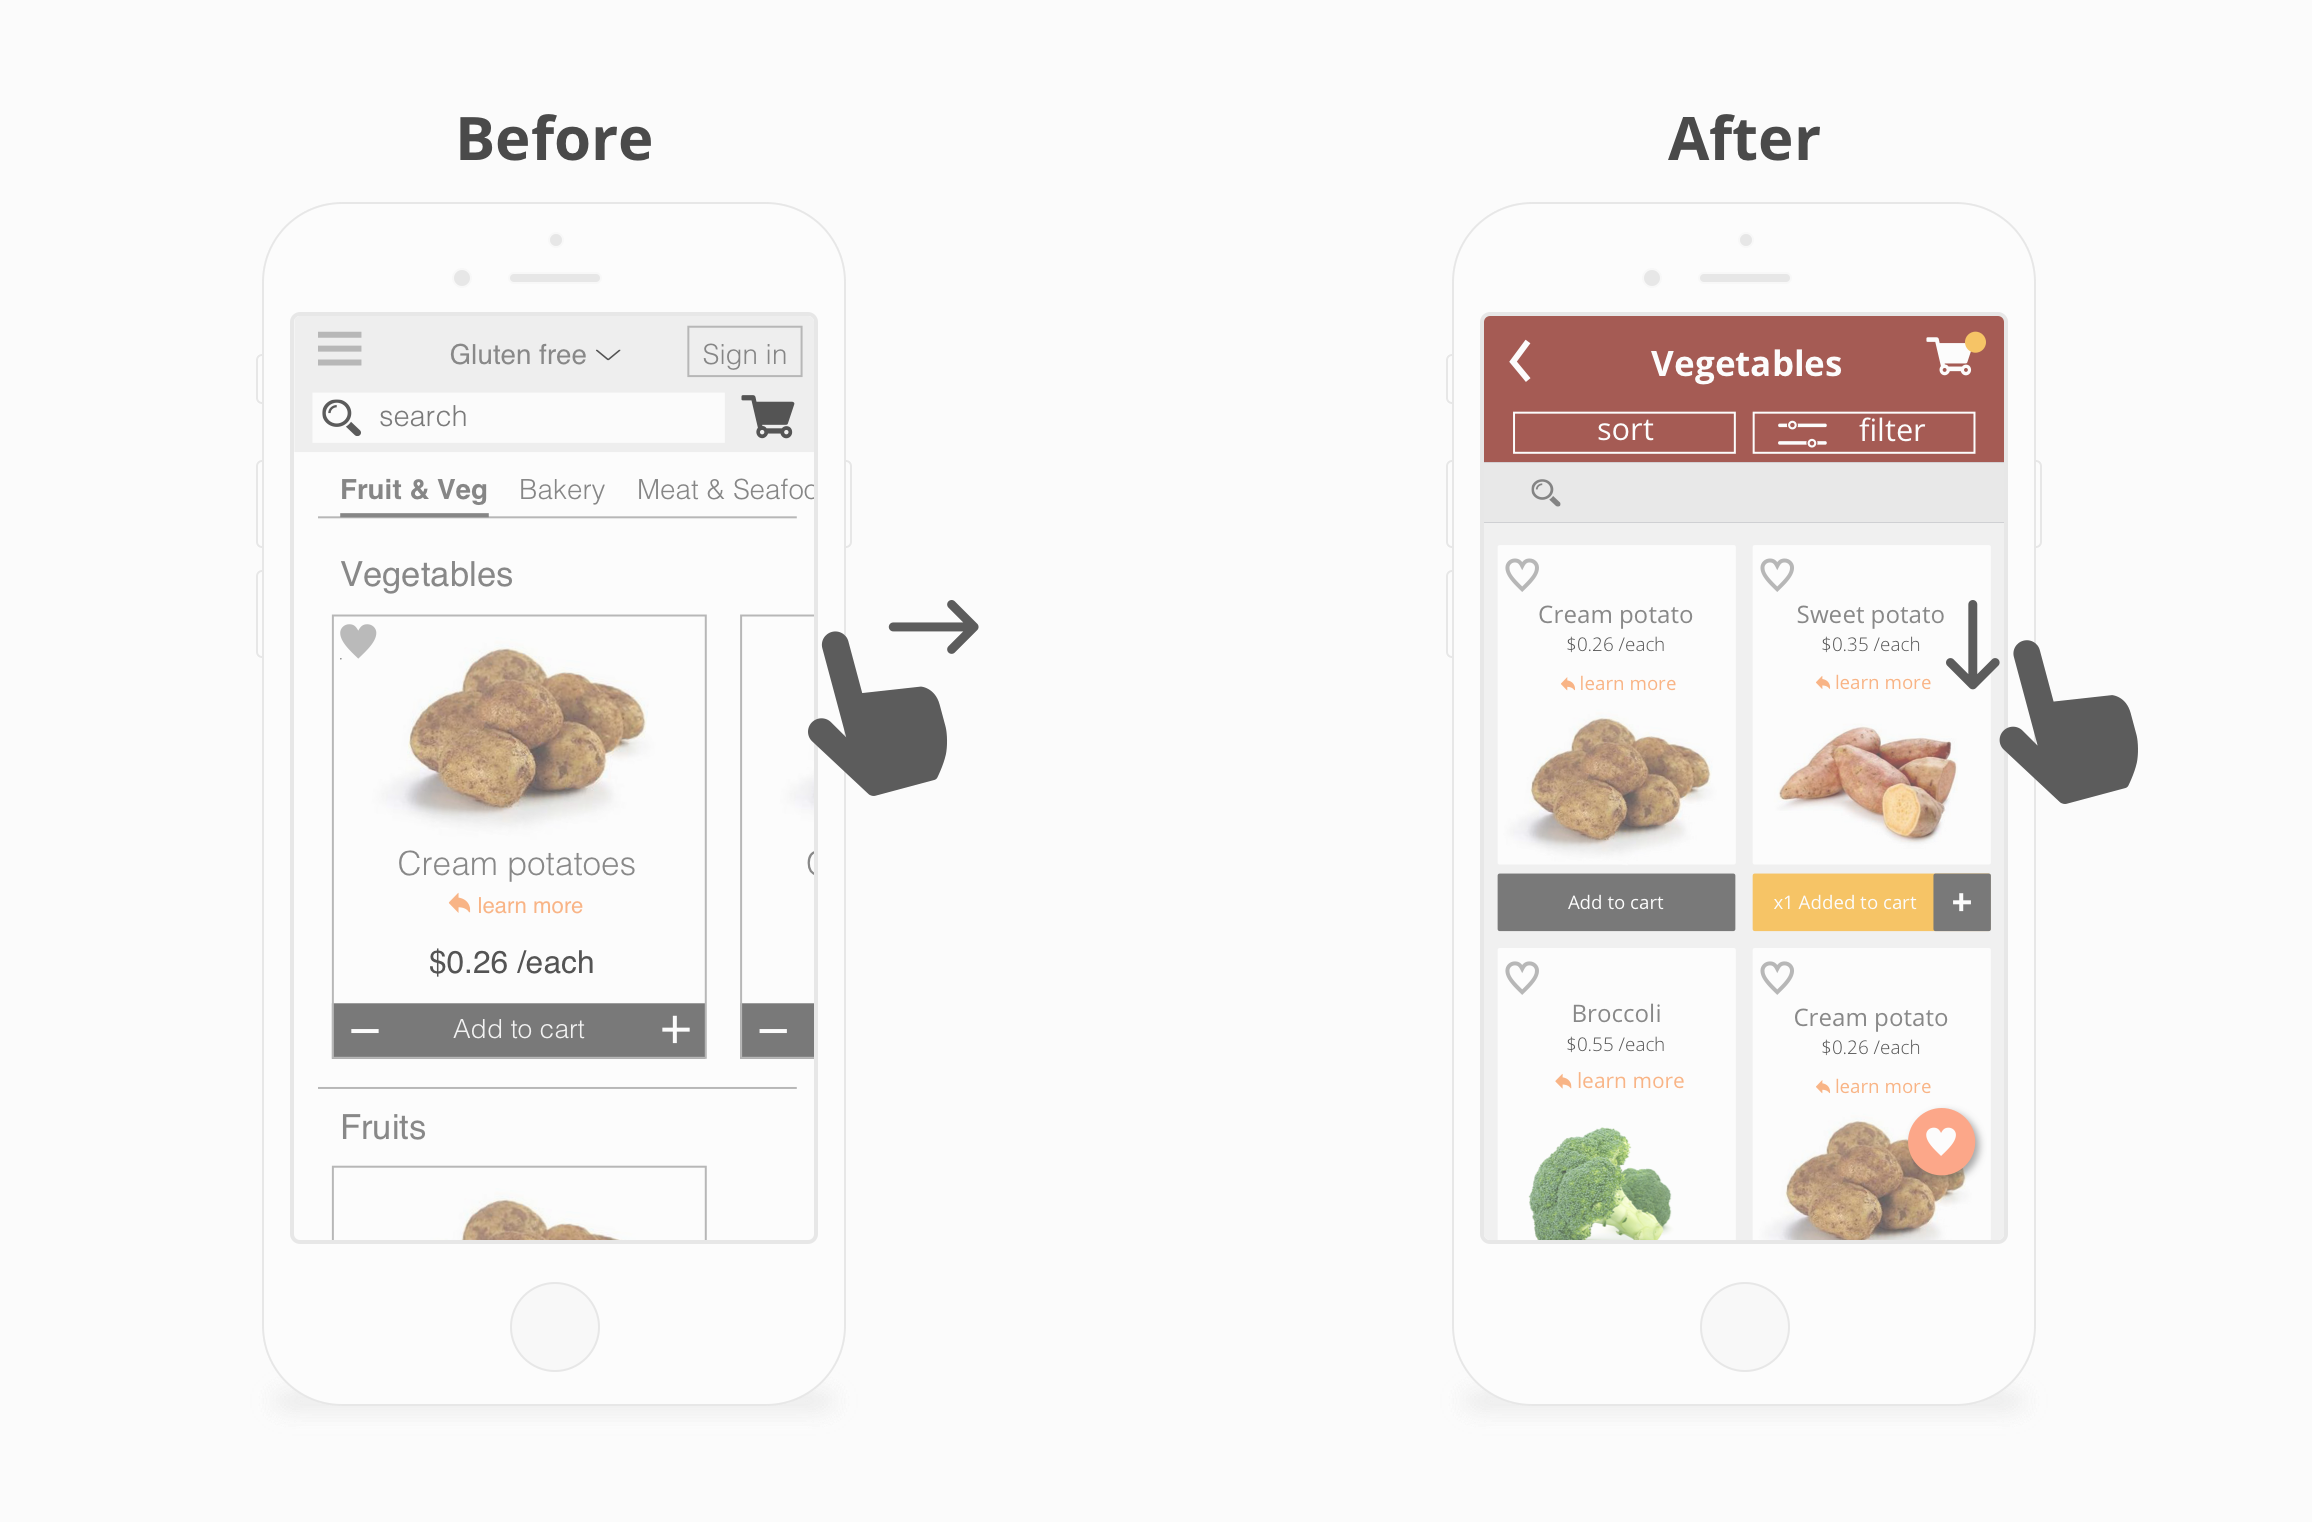 Before
Gluten free
Sign in
search
Fruit & Veg
Bakery
Meat & Seafoo
Vegetables
Cream potatoes
learn more
$0.26 /each
Add to cart
Fruits
After
Vegetables
sort
filter
Cream potato
$0.26 /each
learn more
Sweet potato
$0.35 /each
learn more
Add to cart
x1 Added to cart
Broccoli
$0.55 /each
learn more
Cream potato
$0.26 /each
learn more